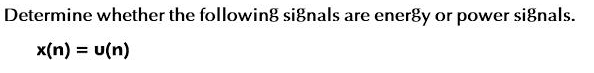 Determine whether the following signals are energy or power signals.
x(n) = u(n)